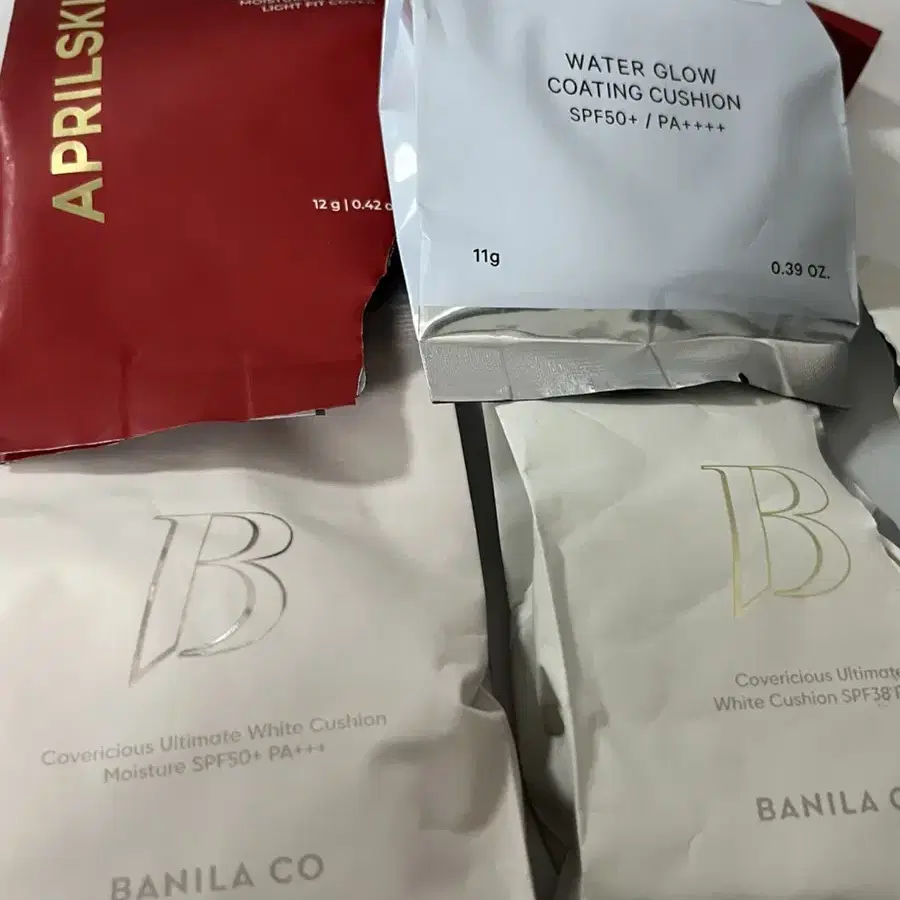 APRILSKI
LIGHT FIT COVER
12 g | 0.42 o
WATER GLOW
COATING CUSHION
SPF50+ / PA++++
11g
0.39 OZ.
B
Covericious Ultimate White Cushion
Moisture SPF50+ PA+++
BANILA CO
B
Covericious Ultimate
White Cushion SPF38
BANILA C